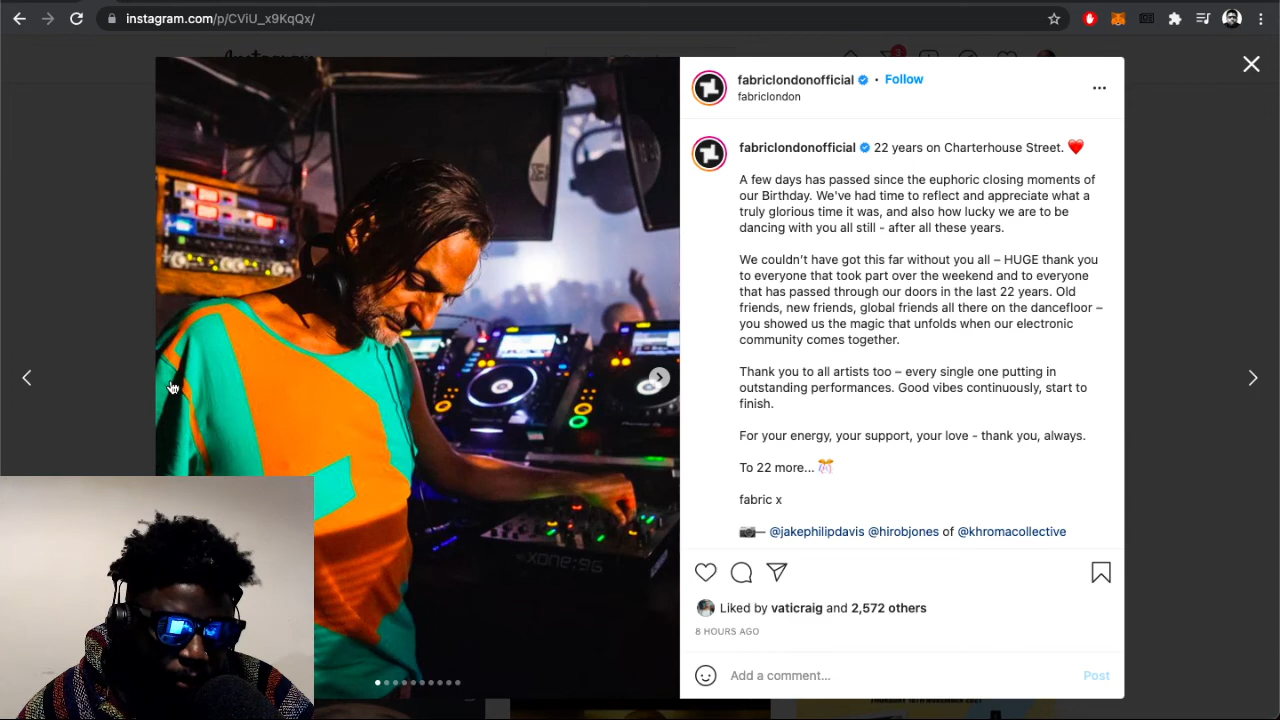 instagram.com/p/CViU_x9KqQx/
3
fabriclondonofficial • Follow
fabriclondon
fabriclondonofficial 22 years on Charterhouse Street. ❤️
A few days has passed since the euphoric closing moments of
our Birthday. We've had time to reflect and appreciate what a
truly glorious time it was, and also how lucky we are to be
dancing with you all still - after all these years.
We couldn't have got this far without you all – HUGE thank you
to everyone that took part over the weekend and to everyone
that has passed through our doors in the last 22 years. Old
friends, new friends, global friends all there on the dancefloor –
you showed us the magic that unfolds when our electronic
community comes together.
Thank you to all artists too – every single one putting in
outstanding performances. Good vibes continuously, start to
finish.
For your energy, your support, your love - thank you, always.
To 22 more... 🎊
fabric x
📷— @jakephilipdavis @hirobjones of @khromacollective
XONE:96
Liked by vaticraig and 2,572 others
8 HOURS AGO
Add a comment... Post